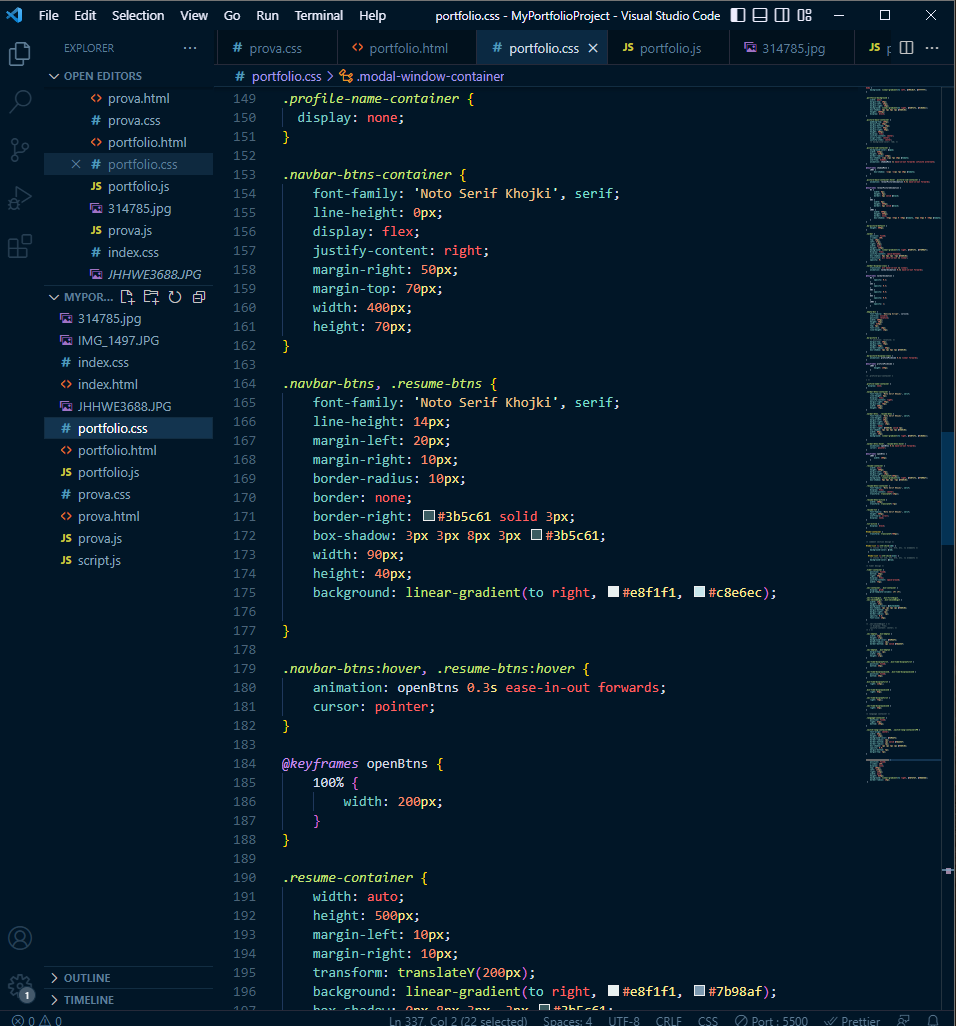 File Edit Selection View Go Run Terminal Help portfolio.css - MyPortfolioProject - Visual Studio Code
EXPLORER
# prova.css <> portfolio.html # portfolio.css JS portfolio.js 314785.jpg JS
OPEN EDITORS
# portfolio.css > .modal-window-container
<> prova.html
# prova.css
<> portfolio.html
# portfolio.css
JS portfolio.js
314785.jpg
JS prova.js
# index.css
JHHWE3688.JPG
MYPOR...
314785.jpg
IMG_1497.JPG
# index.css
<> index.html
JHHWE3688.JPG
# portfolio.css
<> portfolio.html
JS portfolio.js
# prova.css
<> prova.html
JS prova.js
JS script.js
OUTLINE
TIMELINE
1
149 .profile-name-container {
150 display: none;
151 }
152
153 .navbar-btns-container {
154 font-family: 'Noto Serif Khojki', serif;
155 line-height: 0px;
156 display: flex;
157 justify-content: right;
158 margin-right: 50px;
159 margin-top: 70px;
160 width: 400px;
161 height: 70px;
162 }
163
164 .navbar-btns, .resume-btns {
165 font-family: 'Noto Serif Khojki', serif;
166 line-height: 14px;
167 margin-left: 20px;
168 margin-right: 10px;
169 border-radius: 10px;
170 border: none;
171 border-right: #3b5c61 solid 3px;
172 box-shadow: 3px 3px 8px 3px #3b5c61;
173 width: 90px;
174 height: 40px;
175 background: linear-gradient(to right, #e8f1f1, #c8e6ec);
176
177 }
178
179 .navbar-btns:hover, .resume-btns:hover {
180 animation: openBtns 0.3s ease-in-out forwards;
181 cursor: pointer;
182 }
183
184 @keyframes openBtns {
185 100% {
186 width: 200px;
187 }
188 }
189
190 .resume-container {
191 width: auto;
192 height: 500px;
193 margin-left: 10px;
194 margin-right: 10px;
195 transform: translateY(200px);
196 background: linear-gradient(to right, #e8f1f1, #7b98af);
0 0 Ln 337, Col 2 (22 selected) Spaces: 4 UTF-8 CRLF CSS Port : 5500 Prettier